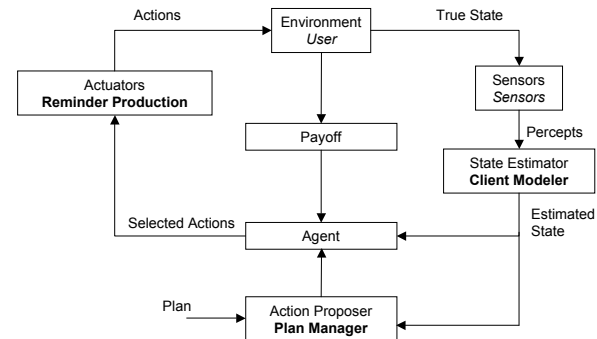 Actions
Environment
User
True State
Actuators
Reminder Production
Sensors
Sensors
Payoff
Percepts
State Estimator
Client Modeler
Selected Actions
Agent
Estimated
State
Plan
Action Proposer
Plan Manager